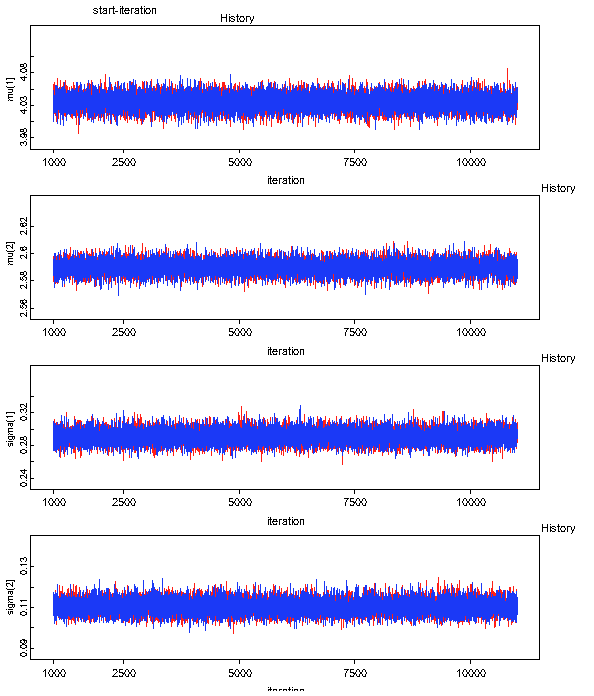 start-iteration
History
mu[1]
4.08
4.03
3.98
1000 2500 5000 7500 10000
iteration
History
mu[2]
2.62
2.6
2.58
2.56
1000 2500 5000 7500 10000
iteration
History
sigma[1]
0.32
0.28
0.24
1000 2500 5000 7500 10000
iteration
History
sigma[2]
0.13
0.11
0.09
1000 2500 5000 7500 10000
iteration